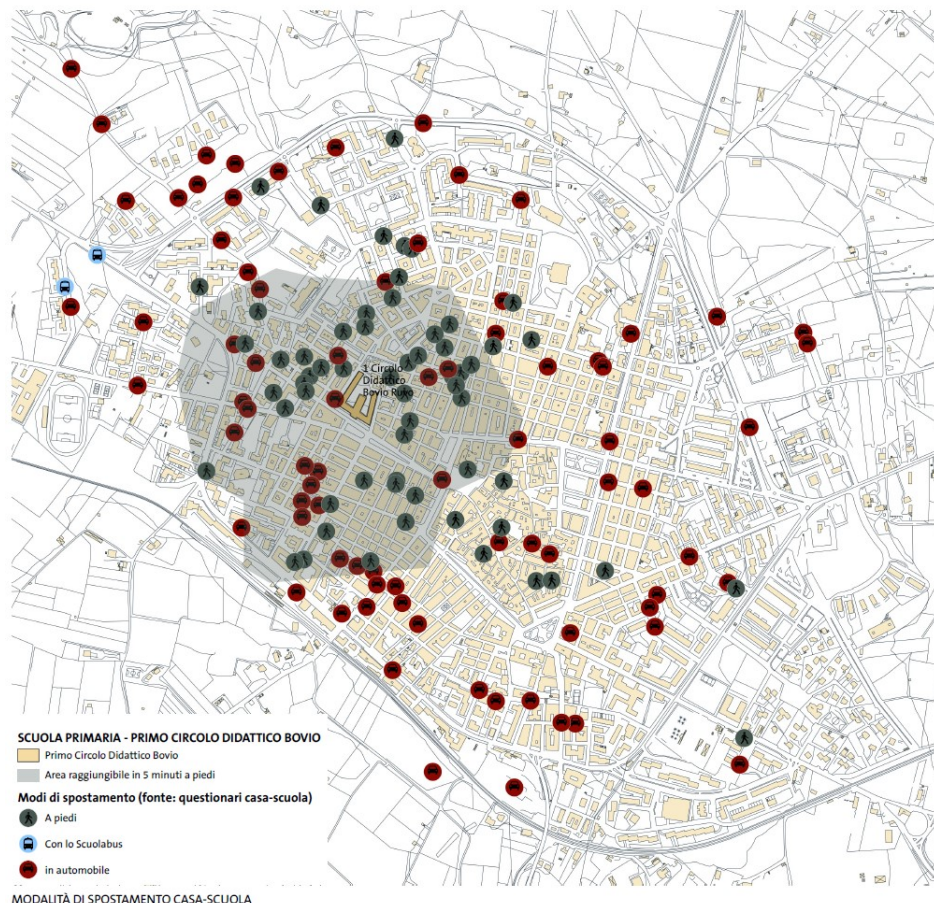 1 Circolo
Didattico
Bovio Ruvo
SCUOLA PRIMARIA - PRIMO CIRCOLO DIDATTICO BOVIO
Primo Circolo Didattico Bovio
Area raggiungibile in 5 minuti a piedi
Modi di spostamento (fonte: questionari casa-scuola)
A piedi
Con lo Scuolabus
in automobile
MODALITÀ DI SPOSTAMENTO CASA-SCUOLA